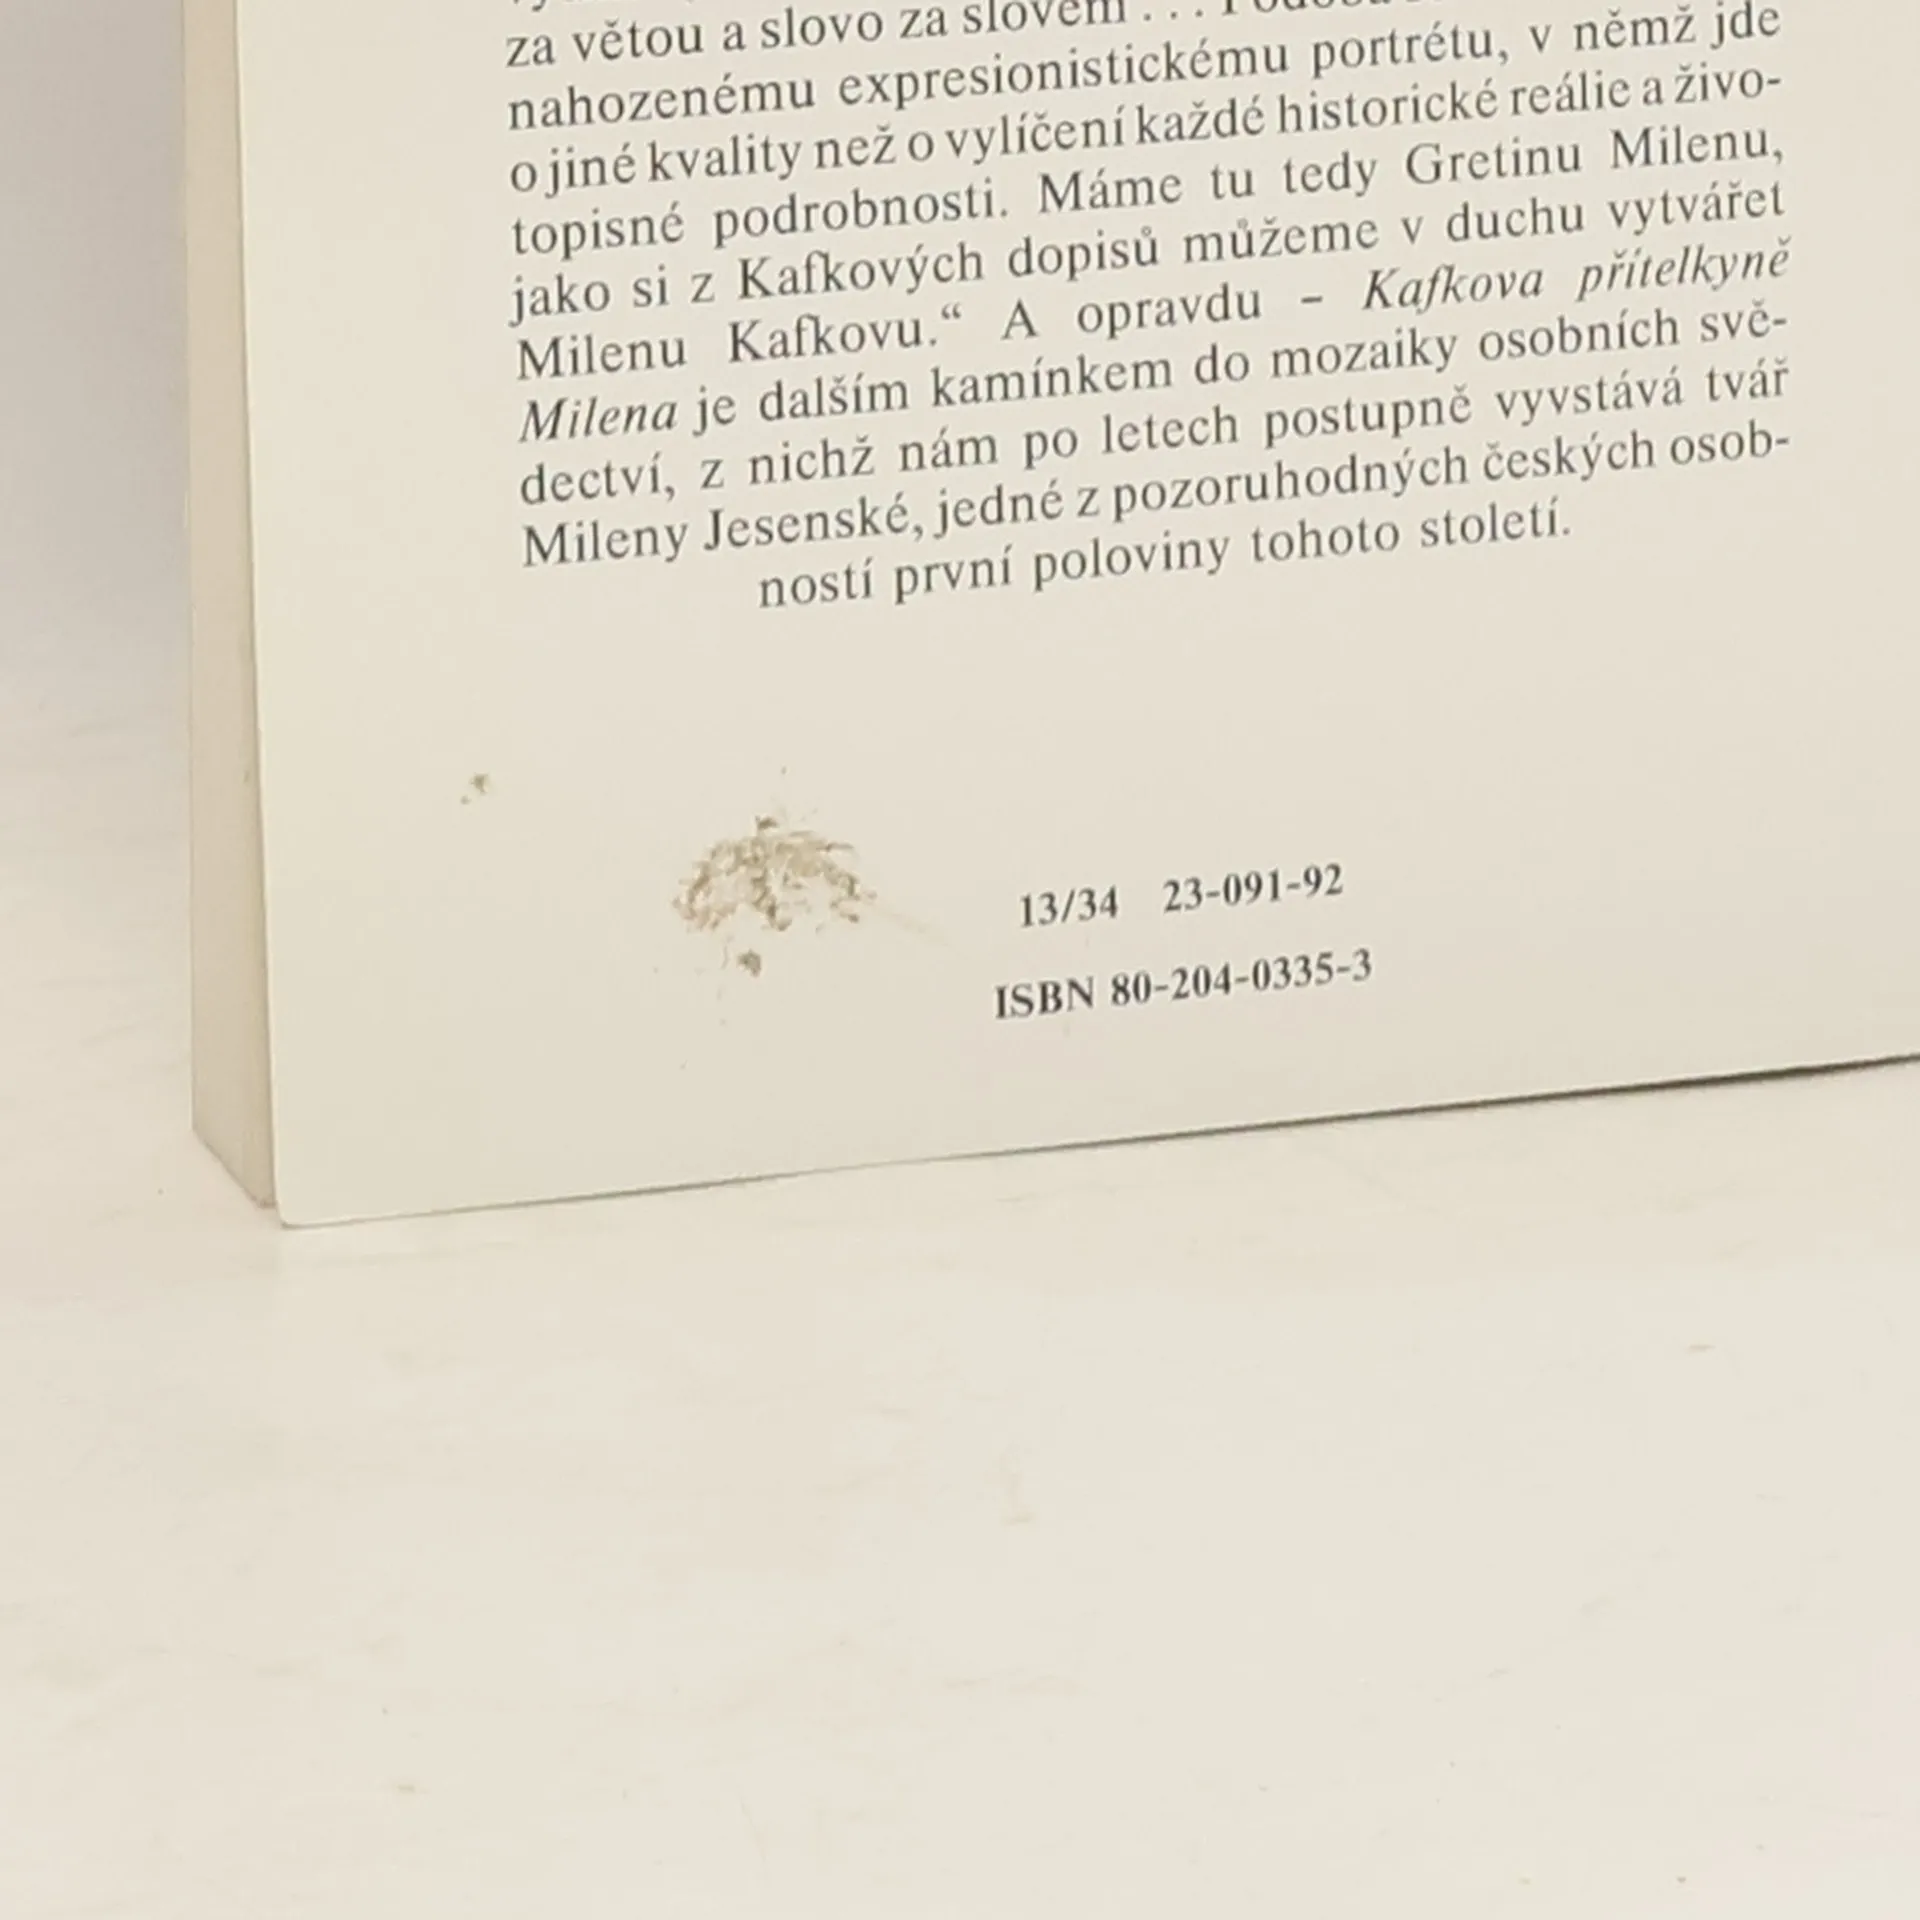 za větou a slovo za slovem . . .
nahozenému expresionistickému portrétu, v němž jde
o jiné kvality než o vylíčení každé historické reálie a živo-
topisné podrobnosti. Máme tu tedy Gretinu Milenu,
jako si z Kafkových dopisů můžeme v duchu vytvářet
Milenu Kafkovu.“ A opravdu – Kafkova přítelkyně
Milena je dalším kamínkem do mozaiky osobních svě-
dectví, z nichž nám po letech postupně vyvstává tvář
Mileny Jesenské, jedné z pozoruhodných českých osob-
ností první poloviny tohoto století.
13/34 23-091-92
ISBN 80-204-0335-3